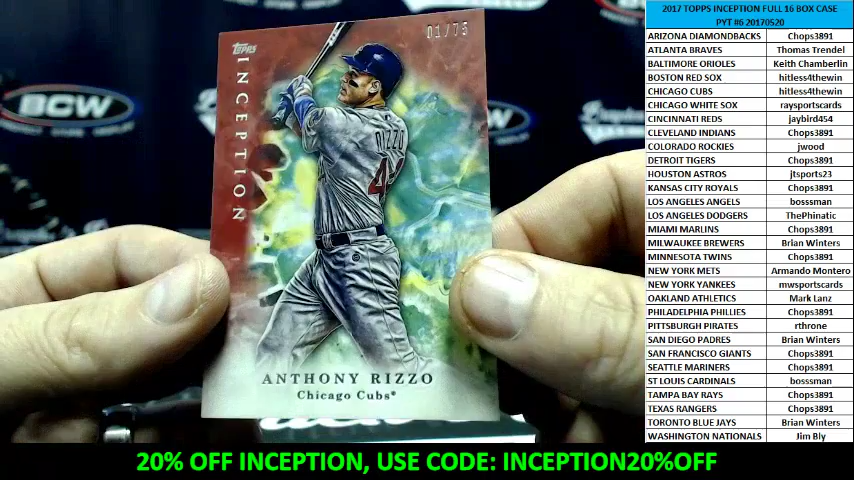 BCW
01/75
Topps
INCEPTION
RIZZO
4
ANTHONY RIZZO
Chicago Cubs®
2017 TOPPS INCEPTION FULL 16 BOX CASE
PYT #6 20170520
ARIZONA DIAMONDBACKS Chops3891
ATLANTA BRAVES Thomas Trendel
BALTIMORE ORIOLES Keith Chamberlin
BOSTON RED SOX hitless4thewin
CHICAGO CUBS hitless4thewin
CHICAGO WHITE SOX raysportscards
CINCINNATI REDS jaybird454
CLEVELAND INDIANS Chops3891
COLORADO ROCKIES jwood
DETROIT TIGERS Chops3891
HOUSTON ASTROS jtsports23
KANSAS CITY ROYALS Chops3891
LOS ANGELES ANGELS bosssman
LOS ANGELES DODGERS ThePhinatic
MIAMI MARLINS Chops3891
MILWAUKEE BREWERS Brian Winters
MINNESOTA TWINS Chops3891
NEW YORK METS Armando Montero
NEW YORK YANKEES mwsportscards
OAKLAND ATHLETICS Mark Lanz
PHILADELPHIA PHILLIES Chops3891
PITTSBURGH PIRATES rthrone
SAN DIEGO PADRES Brian Winters
SAN FRANCISCO GIANTS Chops3891
SEATTLE MARINERS Chops3891
ST LOUIS CARDINALS bosssman
TAMPA BAY RAYS Chops3891
TEXAS RANGERS Chops3891
TORONTO BLUE JAYS Brian Winters
WASHINGTON NATIONALS Jim Bly
20% OFF INCEPTION, USE CODE: INCEPTION20%OFF